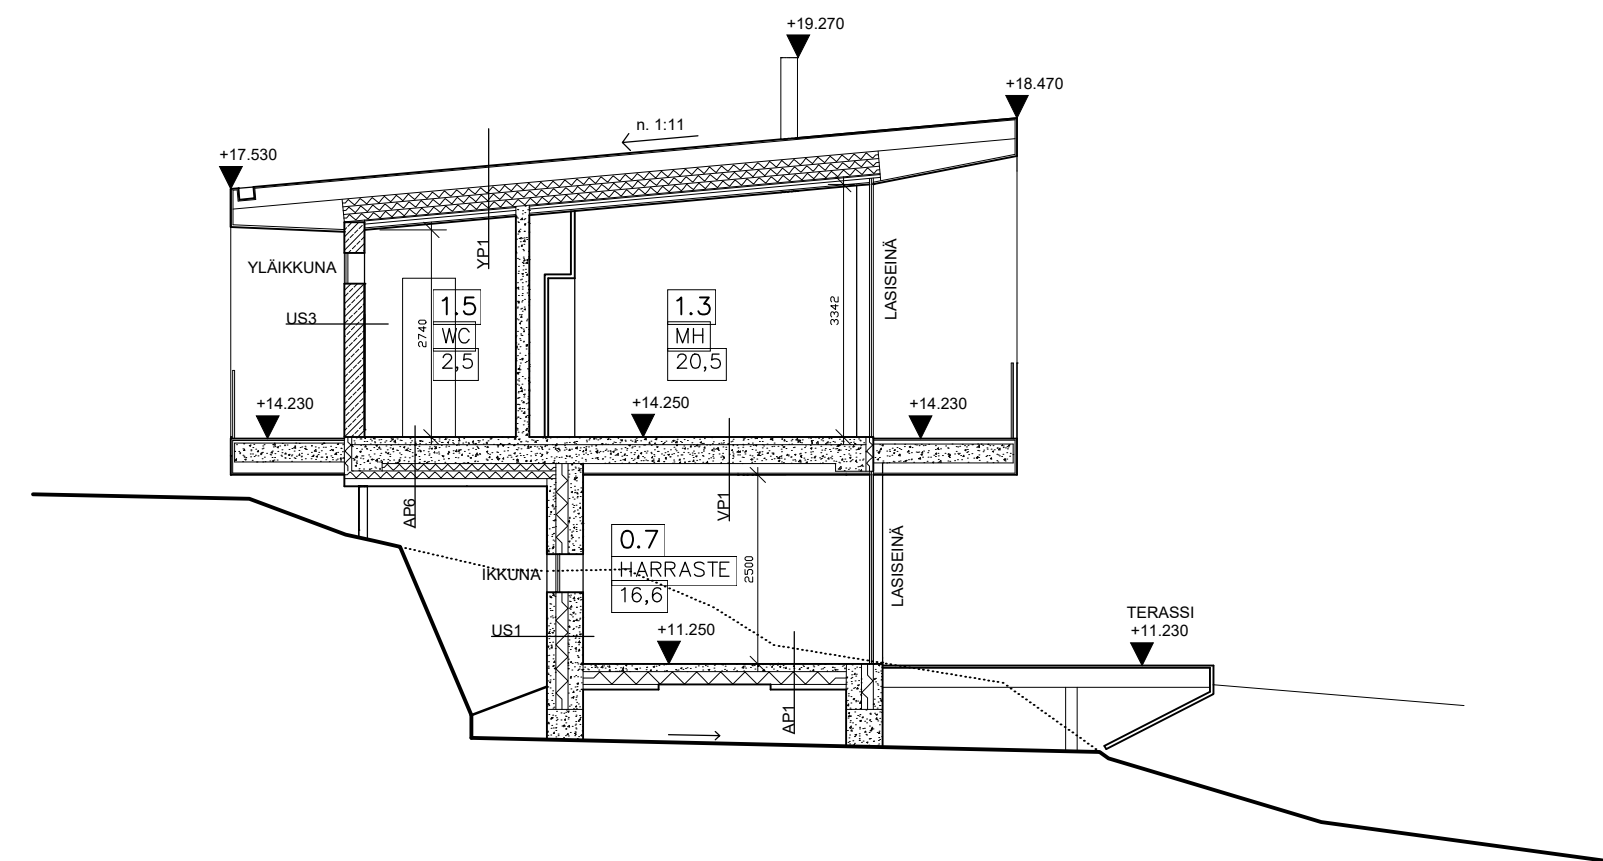 +19.270
+18.470
n. 1:11
+17.530
YP1
YLÄIKKUNA
LASISEINÄ
US3
1.5
WC
2,5
2740
1.3
MH
20,5
3342
+14.230
+14.250
+14.230
AP6
VP1
0.7
HARRASTE
16,6
2500
IKKUNA
LASISEINÄ
US1
+11.250
TERASSI
+11.230
AP1